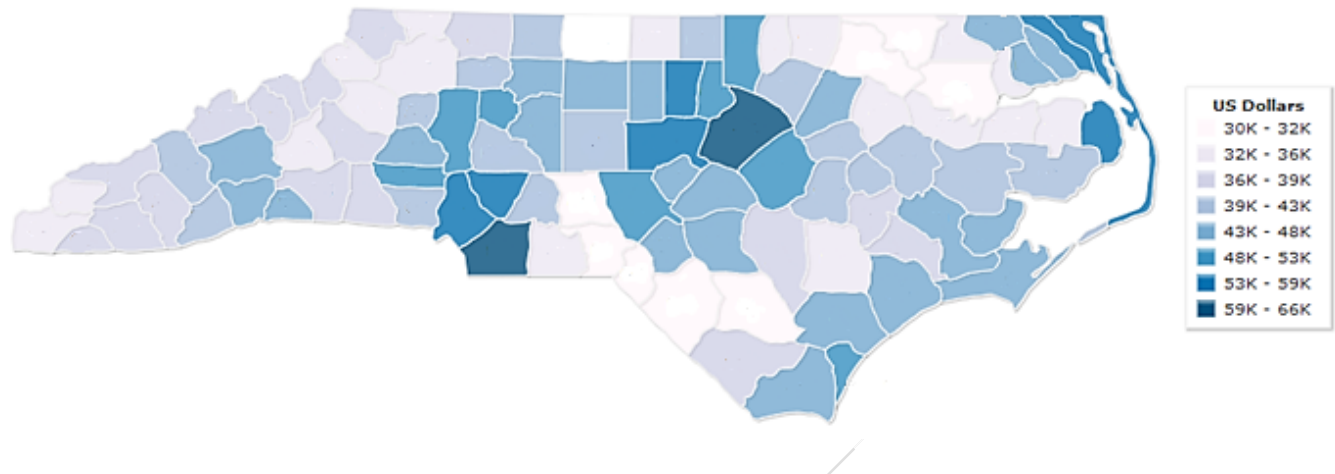 US Dollars
30K - 32K
32K - 36K
36K - 39K
39K - 43K
43K - 48K
48K - 53K
53K - 59K
59K - 66K